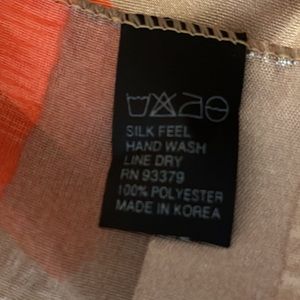 SILK FEEL
HAND WASH
LINE DRY
RN 93379
100% POLYESTER
MADE IN KOREA